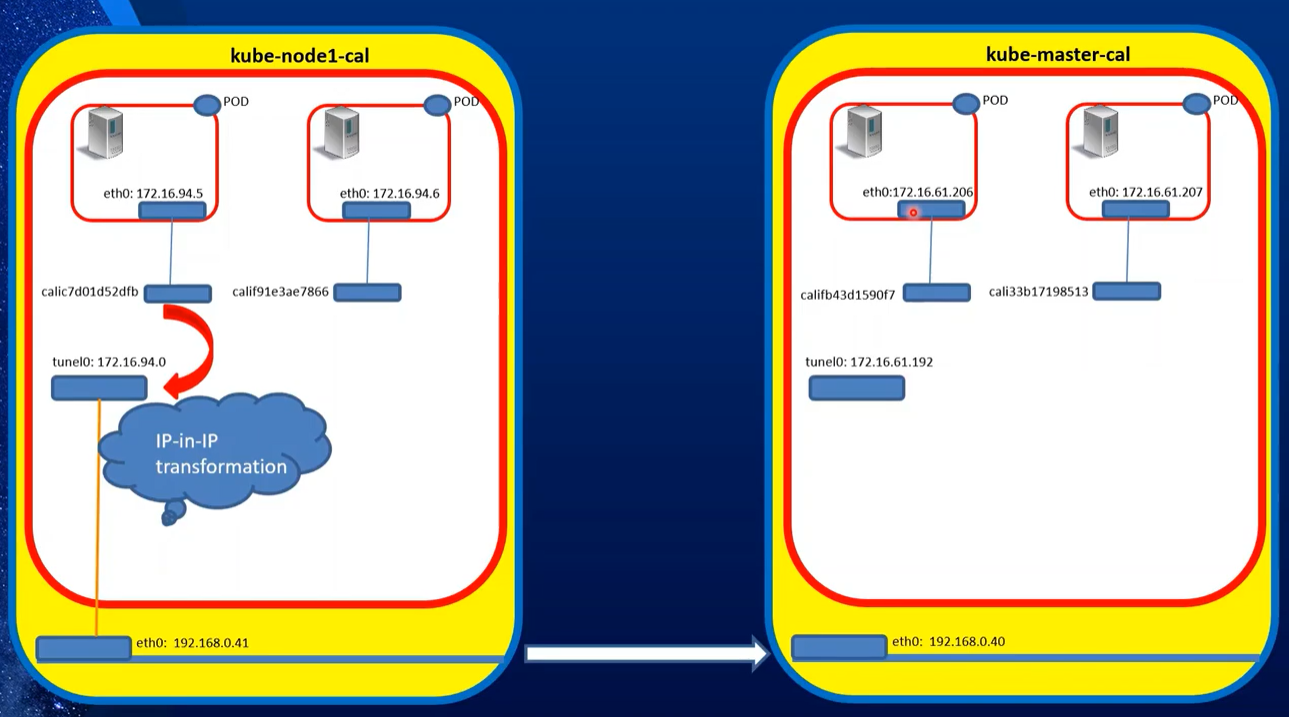 kube-node1-cal
POD
POD
eth0: 172.16.94.5
eth0: 172.16.94.6
calic7d01d52dfb
calif91e3ae7866
tunel0: 172.16.94.0
IP-in-IP
transformation
eth0: 192.168.0.41
kube-master-cal
POD
POD
eth0:172.16.61.206
eth0: 172.16.61.207
califb43d1590f7
cali33b17198513
tunel0: 172.16.61.192
eth0: 192.168.0.40